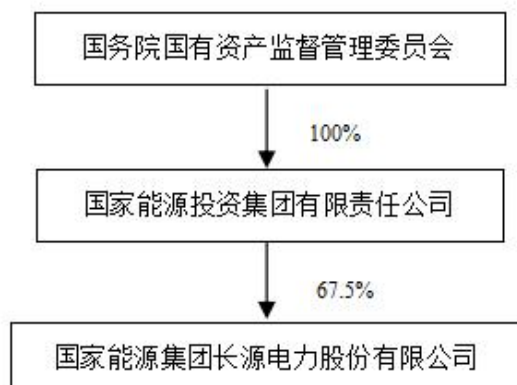 国务院国有资产监督管理委员会
100%
国家能源投资集团有限责任公司
67.5%
国家能源集团长源电力股份有限公司